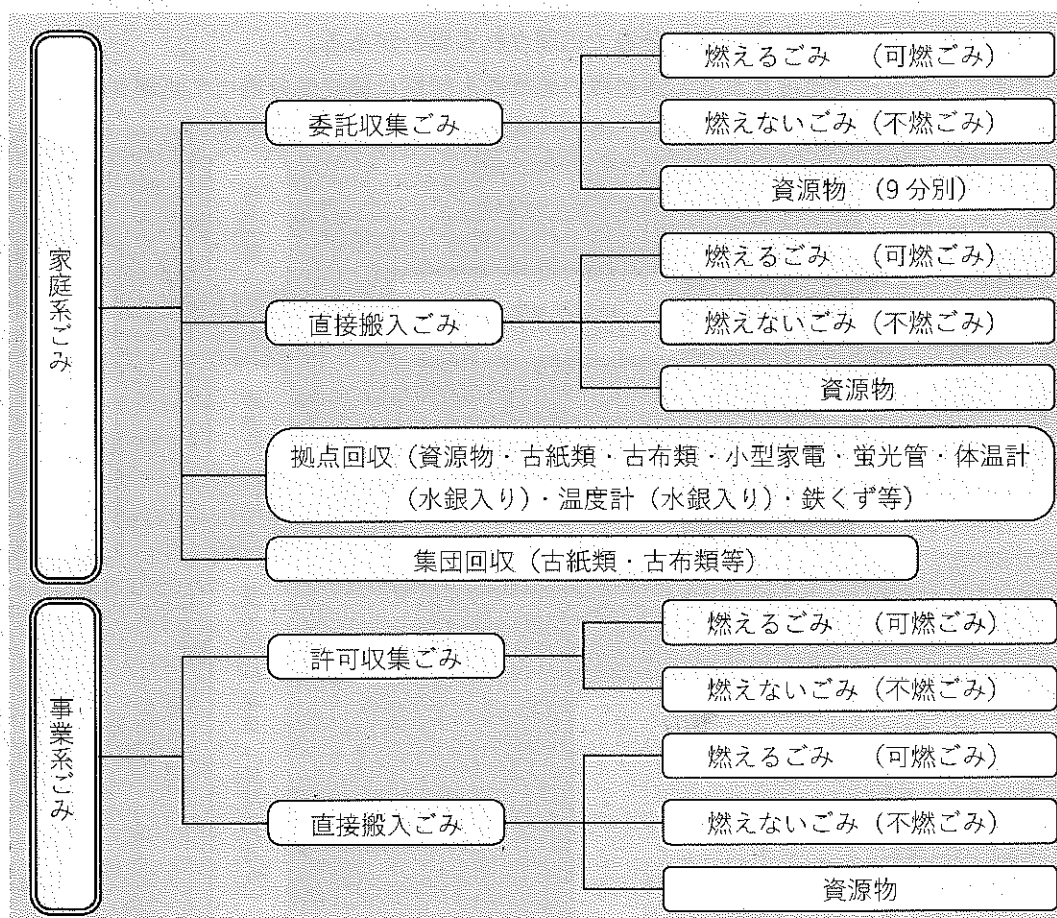 家庭系ごみ
委託収集ごみ
燃えるごみ　（可燃ごみ）
燃えないごみ（不燃ごみ）
資源物　（9分別）
直接搬入ごみ
燃えるごみ　（可燃ごみ）
燃えないごみ（不燃ごみ）
資源物
拠点回収（資源物・古紙類・古布類・小型家電・蛍光管・体温計
（水銀入り）・温度計（水銀入り）・鉄くず等）
集団回収（古紙類・古布類等）
事業系ごみ
許可収集ごみ
燃えるごみ　（可燃ごみ）
燃えないごみ（不燃ごみ）
直接搬入ごみ
燃えるごみ　（可燃ごみ）
燃えないごみ（不燃ごみ）
資源物